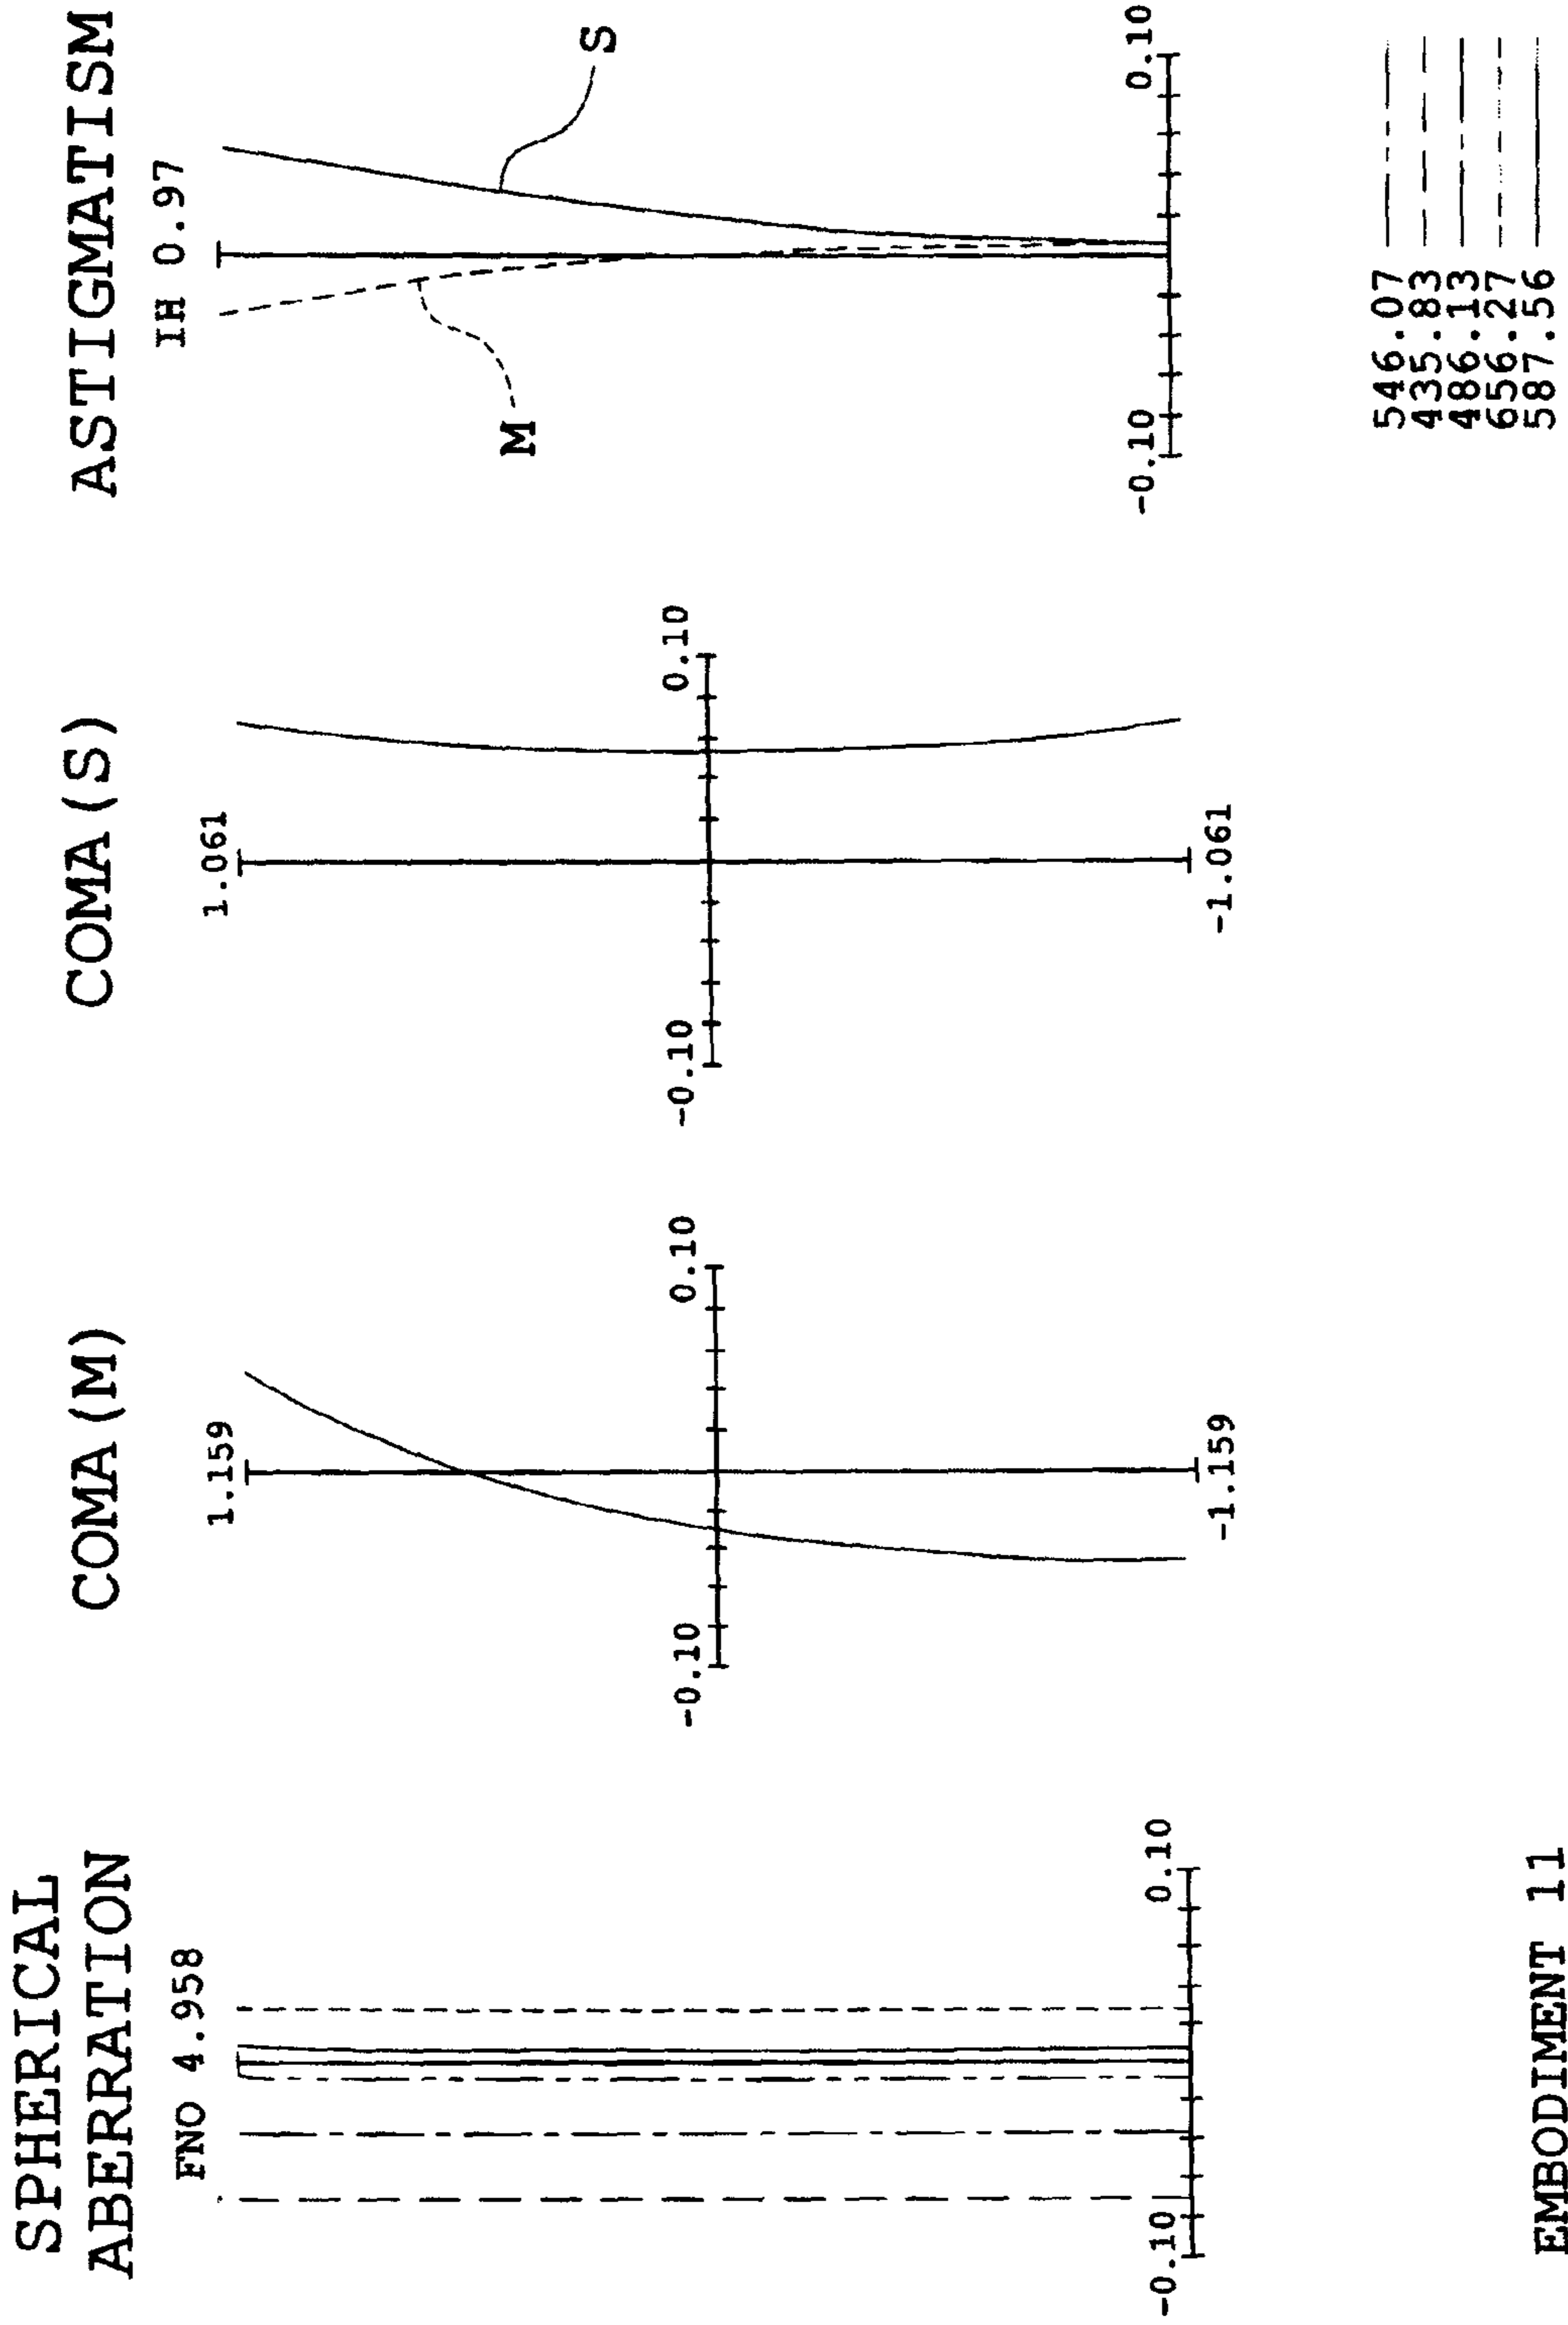 SPHERICAL
ABERRATION
FNO 4.958
-0.10
0.10
COMA(M)
1.159
-0.10
0.10
-1.159
COMA(S)
1.061
-0.10
0.10
-1.061
ASTIGMATISM
IH 0.97
M
S
-0.10
0.10
546.07
435.83
486.13
656.27
587.56
EMBODIMENT 11